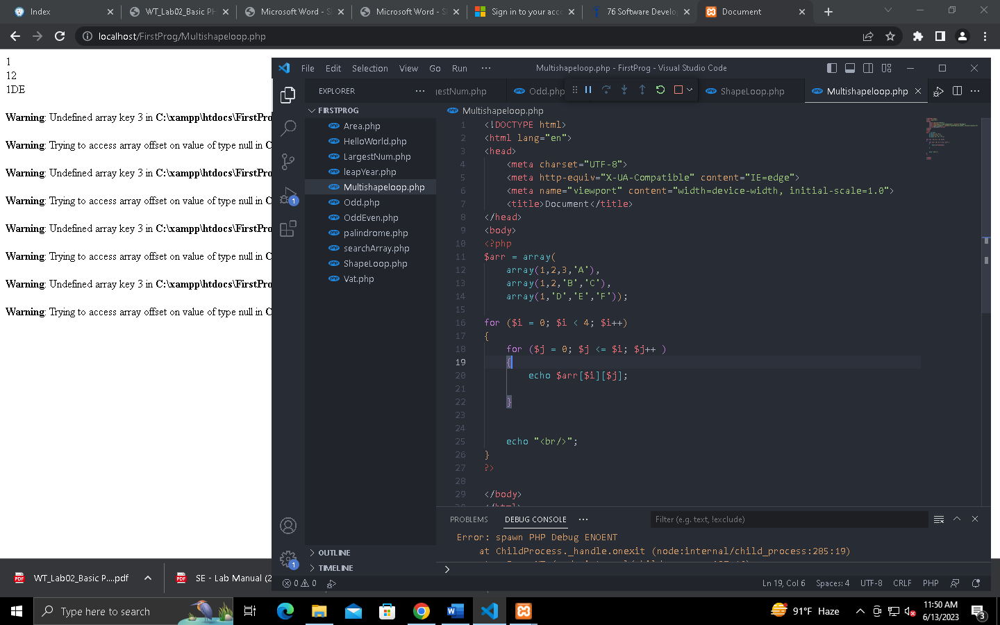 Index
WT_Lab02_Basic PH
Microsoft Word - S
Microsoft Word - S
Sign in to your acco
76 Software Develop
Document
localhost/FirstProg/Multishapeloop.php
1
12
1DE
Warning: Undefined array key 3 in C:\xampp\htdocs\FirstPro
Warning: Trying to access array offset on value of type null in C
Warning: Undefined array key 3 in C:\xampp\htdocs\FirstPro
Warning: Trying to access array offset on value of type null in C
Warning: Undefined array key 3 in C:\xampp\htdocs\FirstPro
Warning: Trying to access array offset on value of type null in C
Warning: Undefined array key 3 in C:\xampp\htdocs\FirstPro
Warning: Trying to access array offset on value of type null in C
File Edit Selection View Go Run ···
Multishapeloop.php - FirstProg - Visual Studio Code
EXPLORER ···
gestNum.php
Odd.php
ShapeLoop.php
Multishapeloop.php
FIRSTPROG
Area.php
HelloWorld.php
LargestNum.php
leapYear.php
Multishapeloop.php
Odd.php
OddEven.php
palindrome.php
searchArray.php
ShapeLoop.php
Vat.php
OUTLINE
TIMELINE
1
1
Multishapeloop.php
1 <!DOCTYPE html>
2 <html lang="en">
3 <head>
4 <meta charset="UTF-8">
5 <meta http-equiv="X-UA-Compatible" content="IE=edge">
6 <meta name="viewport" content="width=device-width, initial-scale=1.0">
7 <title>Document</title>
8 </head>
9 <body>
10 <?php
11 $arr = array(
12 array(1,2,3,'A'),
13 array(1,2,'B','C'),
14 array(1,'D','E','F'));
15
16 for ($i = 0; $i < 4; $i++)
17 {
18 for ($j = 0; $j <= $i; $j++ )
19 {
20 echo $arr[$i][$j];
21
22 }
23
24
25 echo "<br/>";
26 }
27 ?>
28
29 </body>
30 </html>
PROBLEMS DEBUG CONSOLE ···
Filter (e.g. text, !exclude)
Error: spawn PHP Debug ENOENT
at ChildProcess._handle.onexit (node:internal/child_process:285:19)
0 0
Ln 19, Col 6 Spaces: 4 UTF-8 CRLF PHP
WT_Lab02_Basic P....pdf
SE - Lab Manual (2
Type here to search
91°F Haze
11:50 AM
6/13/2023
3